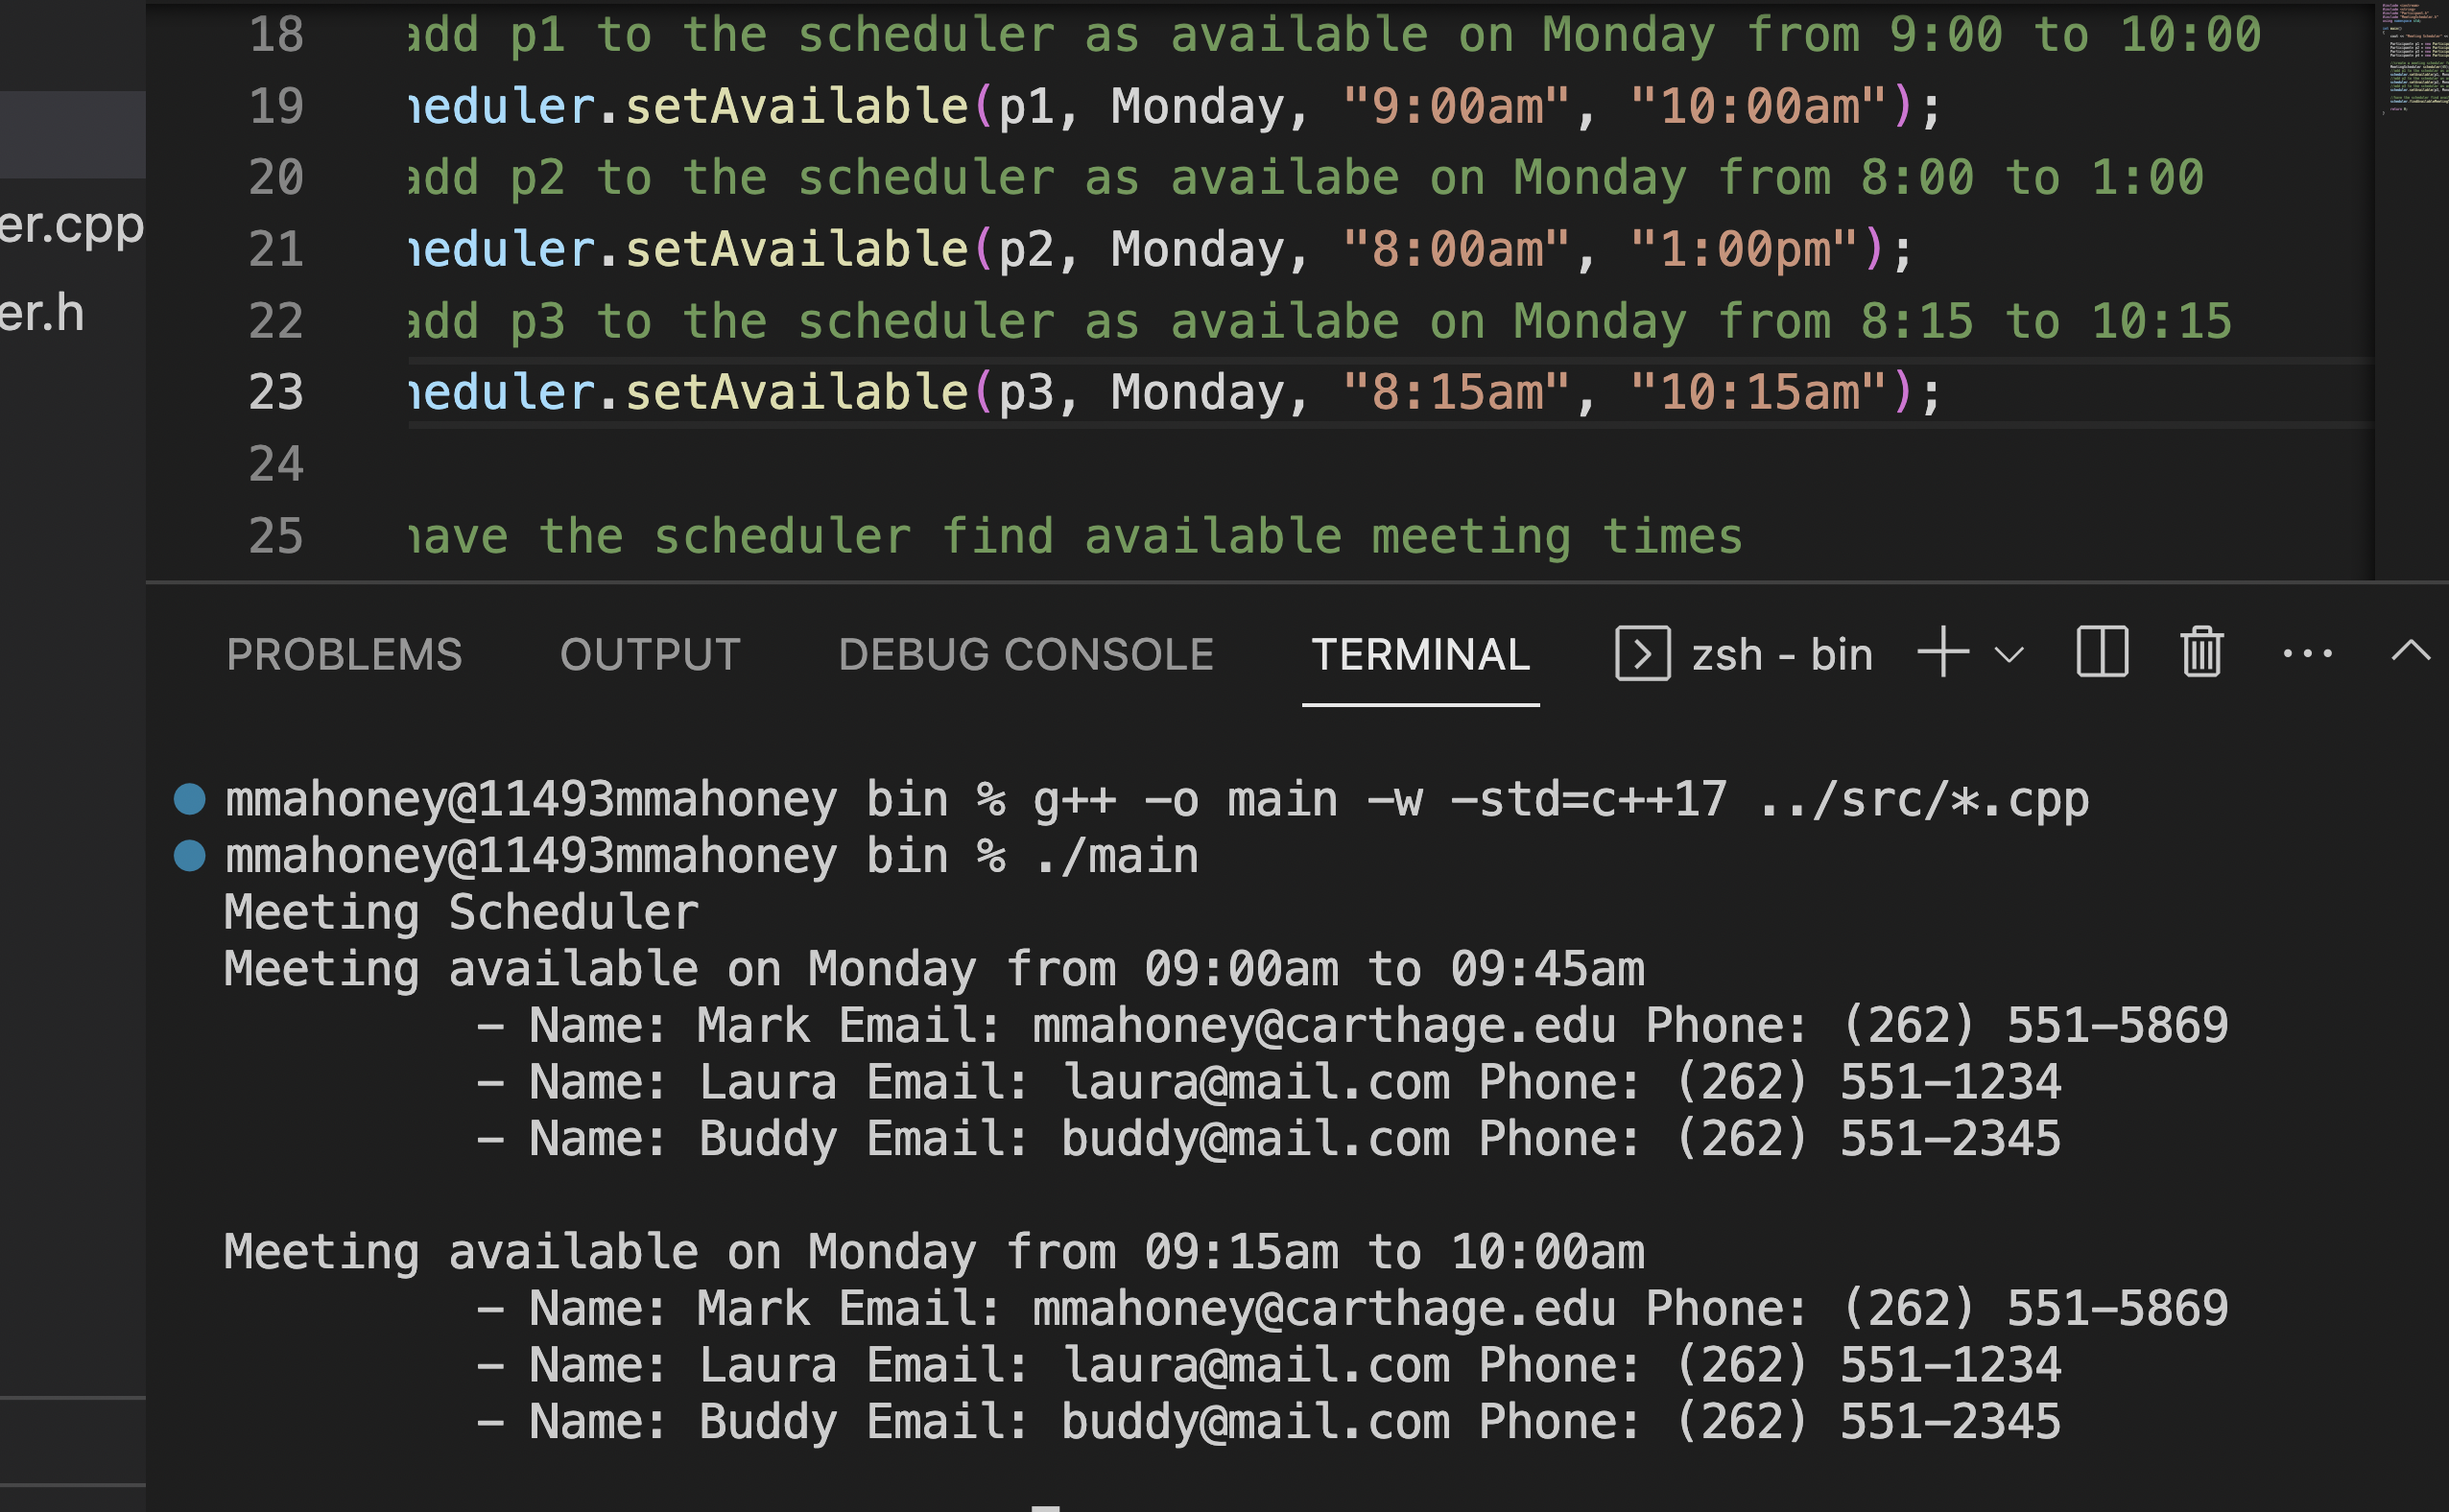 18 add p1 to the scheduler as available on Monday from 9:00 to 10:00
19 heduler.setAvailable(p1, Monday, "9:00am", "10:00am");
20 add p2 to the scheduler as availabe on Monday from 8:00 to 1:00
er.cpp
21 heduler.setAvailable(p2, Monday, "8:00am", "1:00pm");
er.h
22 add p3 to the scheduler as availabe on Monday from 8:15 to 10:15
23 heduler.setAvailable(p3, Monday, "8:15am", "10:15am");
24
25 have the scheduler find available meeting times
PROBLEMS OUTPUT DEBUG CONSOLE TERMINAL zsh - bin
mmahoney@11493mmahoney bin % g++ -o main -w -std=c++17 ../src/*.cpp
mmahoney@11493mmahoney bin % ./main
Meeting Scheduler
Meeting available on Monday from 09:00am to 09:45am
- Name: Mark Email: mmahoney@carthage.edu Phone: (262) 551-5869
- Name: Laura Email: laura@mail.com Phone: (262) 551-1234
- Name: Buddy Email: buddy@mail.com Phone: (262) 551-2345
Meeting available on Monday from 09:15am to 10:00am
- Name: Mark Email: mmahoney@carthage.edu Phone: (262) 551-5869
- Name: Laura Email: laura@mail.com Phone: (262) 551-1234
- Name: Buddy Email: buddy@mail.com Phone: (262) 551-2345